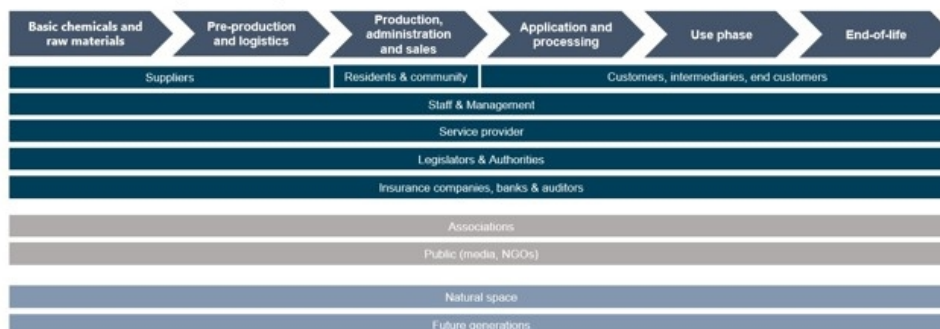 Basic chemicals and
raw materials
Pre-production
and logistics
Production,
administration
and sales
Application and
processing
Use phase
End-of-life
Suppliers
Residents & community
Customers, intermediaries, end customers
Staff & Management
Service provider
Legislators & Authorities
Insurance companies, banks & auditors
Associations
Public (media, NGOs)
Natural space
Future generations